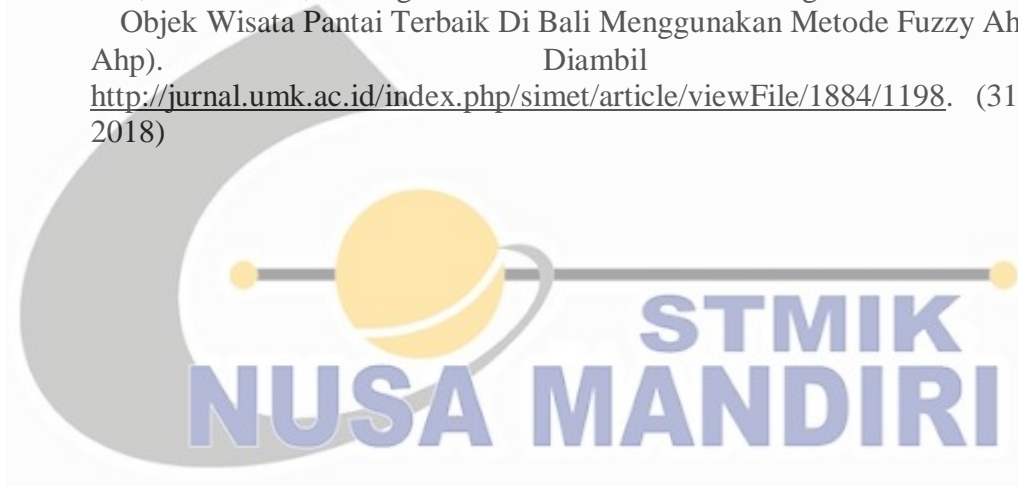 Objek Wisata Pantai Terbaik Di Bali Menggunakan Metode Fuzzy Ah
Ahp). Diambil
http://jurnal.umk.ac.id/index.php/simet/article/viewFile/1884/1198. (31
2018)
STMIK
NUSA MANDIRI